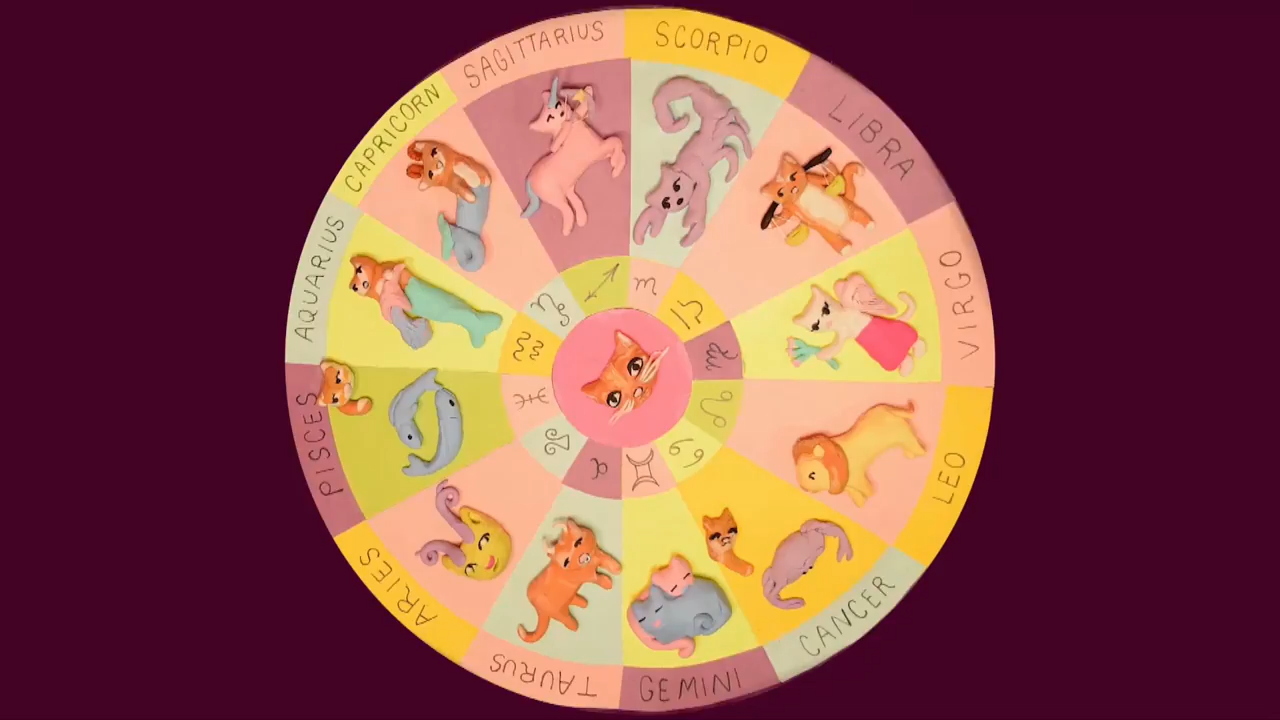 SAGITTARIUS
SCORPIO
LIBRA
VIRGO
LEO
CANCER
GEMINI
TAURUS
ARIES
PISCES
AQUARIUS
CAPRICORN